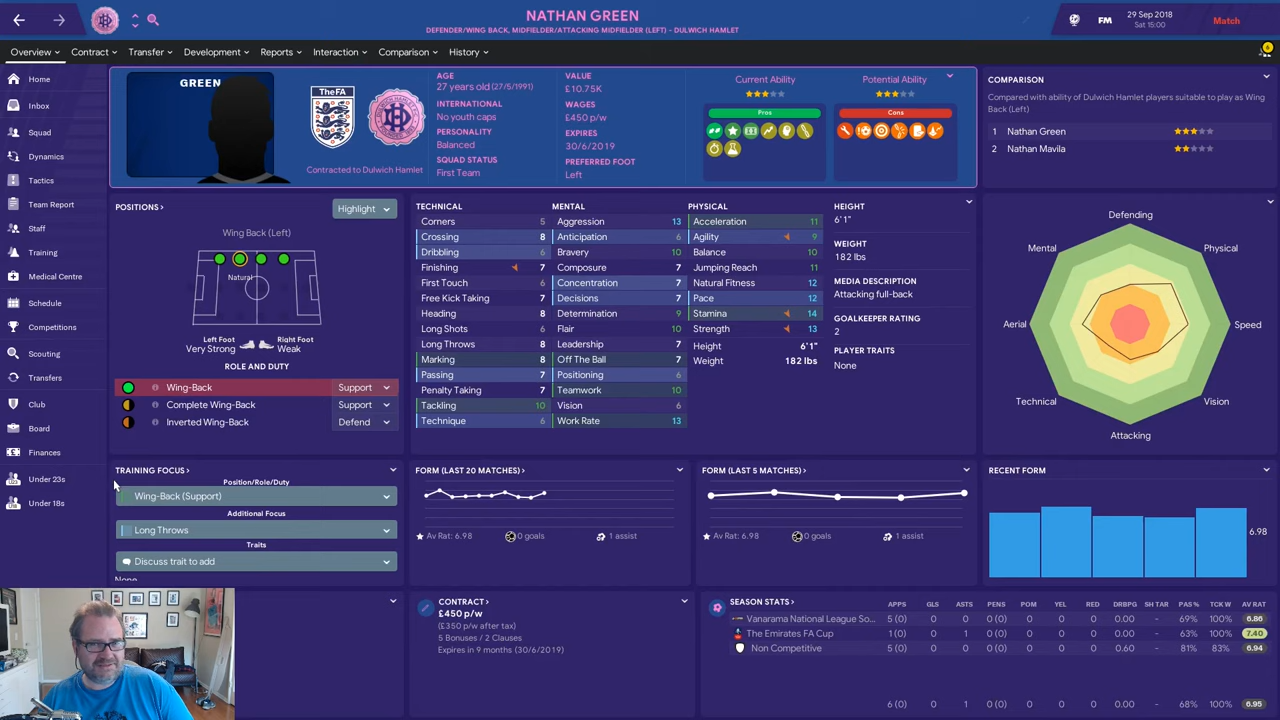 NATHAN GREEN
DEFENDER/WING BACK, MIDFIELDER/ATTACKING MIDFIELDER (LEFT) - DULWICH HAMLET
FM
29 Sep 2018
Sat 15:00
Match
Overview
Contract
Transfer
Development
Reports
Interaction
Comparison
History
Home
Inbox
Squad
Dynamics
Tactics
Team Report
Staff
Training
Medical Centre
Schedule
Competitions
Scouting
Transfers
Club
Board
Finances
Under 23s
Under 18s
GREEN
TheFA
Contracted to Dulwich Hamlet
AGE
27 years old (27/5/1991)
INTERNATIONAL
No youth caps
PERSONALITY
Balanced
SQUAD STATUS
First Team
VALUE
£10.75K
WAGES
£450 p/w
EXPIRES
30/6/2019
PREFERRED FOOT
Left
Current Ability
Pros
Potential Ability
Cons
COMPARISON
Compared with ability of Dulwich Hamlet players suitable to play as Wing
Back (Left)
1 Nathan Green
2 Nathan Mavila
POSITIONS >
Highlight
Wing Back (Left)
Natural
Left Foot
Very Strong
Right Foot
Weak
ROLE AND DUTY
Wing-Back Support
Complete Wing-Back Support
Inverted Wing-Back Defend
TECHNICAL
Corners 5
Crossing 8
Dribbling 6
Finishing 7
First Touch 6
Free Kick Taking 7
Heading 8
Long Shots 6
Long Throws 8
Marking 8
Passing 7
Penalty Taking 7
Tackling 10
Technique 6
MENTAL
Aggression 13
Anticipation 6
Bravery 10
Composure 7
Concentration 7
Decisions 7
Determination 9
Flair 10
Leadership 7
Off The Ball 7
Positioning 6
Teamwork 10
Vision 6
Work Rate 13
PHYSICAL
Acceleration 11
Agility 9
Balance 10
Jumping Reach 11
Natural Fitness 12
Pace 12
Stamina 14
Strength 13
Height 6'1"
Weight 182 lbs
HEIGHT
6'1"
WEIGHT
182 lbs
MEDIA DESCRIPTION
Attacking full-back
GOALKEEPER RATING
2
PLAYER TRAITS
None
Defending
Physical
Speed
Vision
Attacking
Technical
Aerial
Mental
TRAINING FOCUS >
Position/Role/Duty
Wing-Back (Support)
Additional Focus
Long Throws
Traits
Discuss trait to add
None
FORM (LAST 20 MATCHES) >
Av Rat: 6.98
0 goals
1 assist
FORM (LAST 5 MATCHES) >
Av Rat: 6.98
0 goals
1 assist
RECENT FORM
6.98
CONTRACT >
£450 p/w
(£350 p/w after tax)
5 Bonuses / 2 Clauses
Expires in 9 months (30/6/2019)
SEASON STATS > APPS GLS ASTS PENS POM YEL RED DRBPG SH TAR PAS% TCK W AV RAT
Vanarama National League So... 5 (0) 0 0 0 (0) 0 0 0 0.00 - 69% 100% 6.86
The Emirates FA Cup 1 (0) 0 1 0 (0) 0 0 0 0.00 - 63% 100% 7.40
Non Competitive 5 (0) 0 0 0 (0) 0 0 0 0.60 - 81% 83% 6.94
6 (0) 0 1 0 (0) 0 0 0 0.00 - 68% 100% 6.95